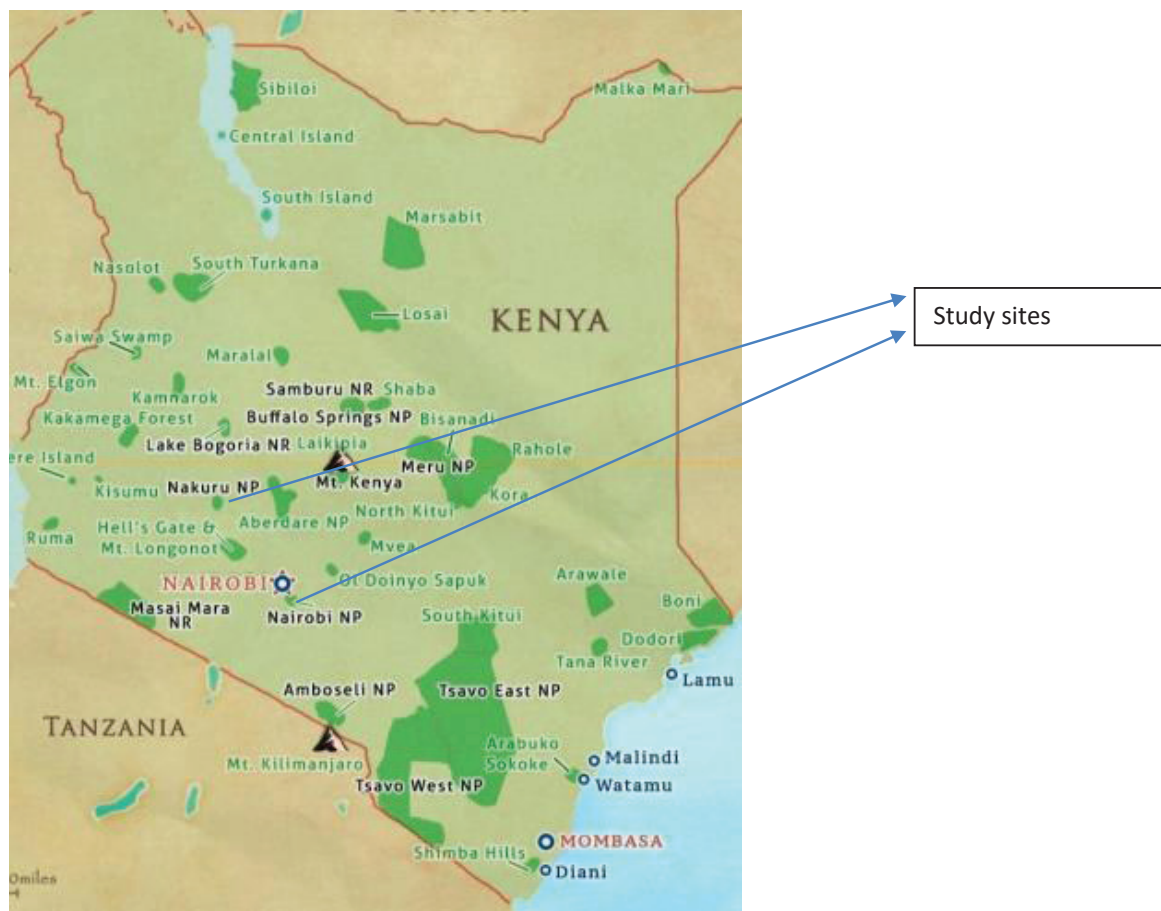 Sibiloi
Malka Mari
Central Island
South Island
Marsabit
Nasolot
South Turkana
Losai
KENYA
Study sites
Saiwa Swamp
Maralal
Mt. Elgon
Kamnarok
Samburu NR
Shaba
Kakamega Forest
Buffalo Springs NP
Bisanadi
Lake Bogoria NR
Laikipia
Rahole
ere Island
Meru NP
Kisumu
Nakuru NP
Mt. Kenya
Kora
Aberdare NP
North Kitui
Ruma
Hell's Gate &
Mt. Longonot
Mvea
NAIROBI
Ol Doinyo Sapuk
Arawale
Masai Mara
NR
Nairobi NP
South Kitui
Boni
Dodori
Tana River
Lamu
Amboseli NP
Tsavo East NP
TANZANIA
Arabuko
Sokoke
Malindi
Mt. Kilimanjaro
Watamu
Tsavo West NP
MOMBASA
Shimba Hills
Diani
0miles